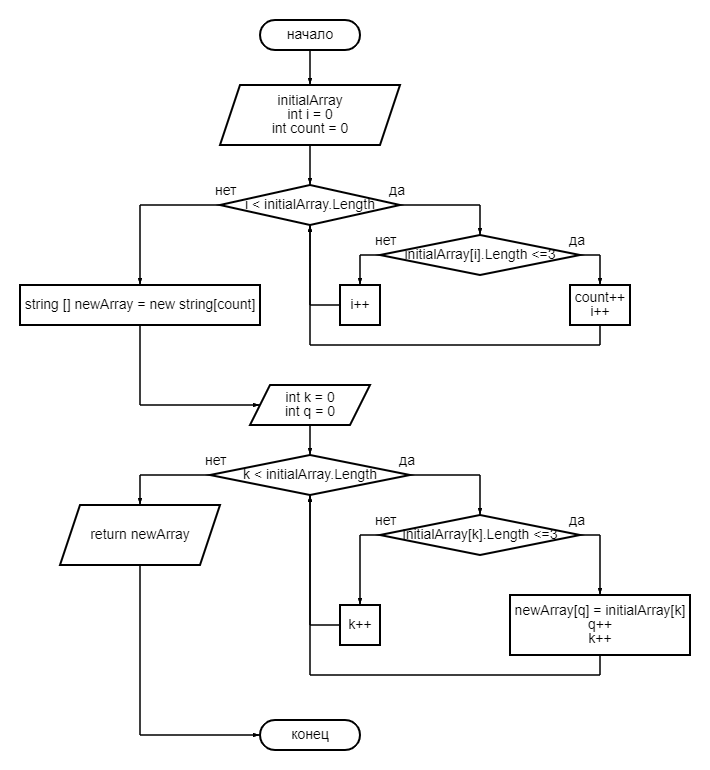 начало
initialArray
int i = 0
int count = 0
нет
да
i < initialArray.Length
нет
да
initialArray[i].Length <=3
string [] newArray = new string[count]
i++
count++
i++
int k = 0
int q = 0
нет
да
k < initialArray.Length
нет
да
initialArray[k].Length <=3
return newArray
k++
newArray[q] = initialArray[k]
q++
k++
конец